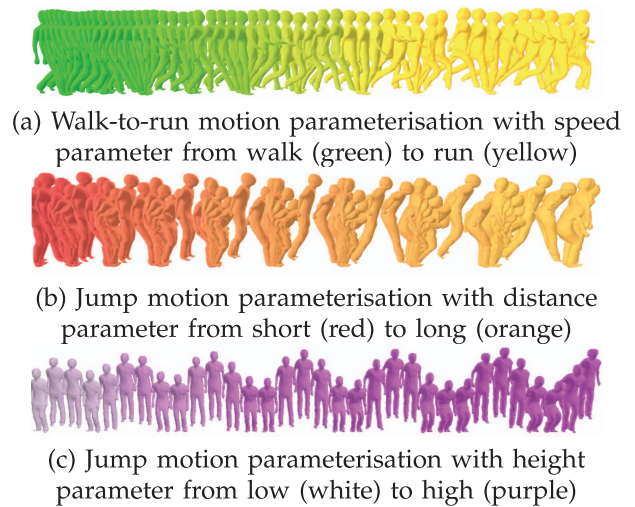 (a) Walk-to-run motion parameterisation with speed
parameter from walk (green) to run (yellow)
(b) Jump motion parameterisation with distance
parameter from short (red) to long (orange)
(c) Jump motion parameterisation with height
parameter from low (white) to high (purple)